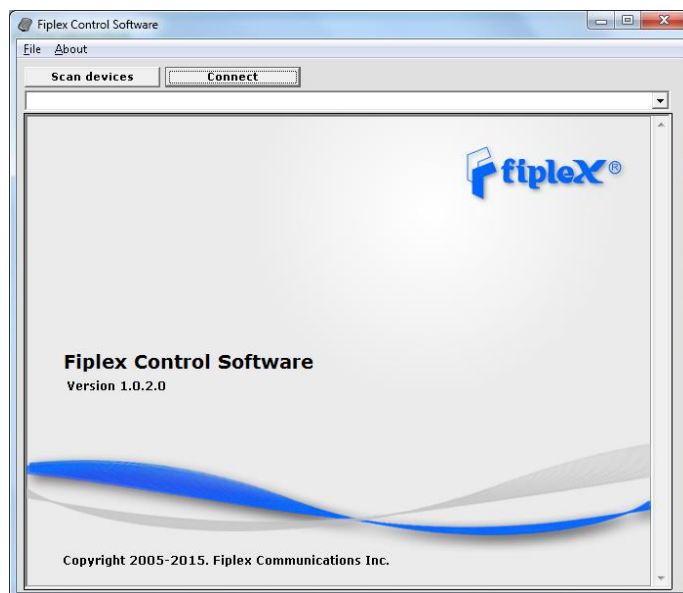 Fiplex Control Software
File About
Scan devices Connect
fipleX®
Fiplex Control Software
Version 1.0.2.0
Copyright 2005-2015. Fiplex Communications Inc.